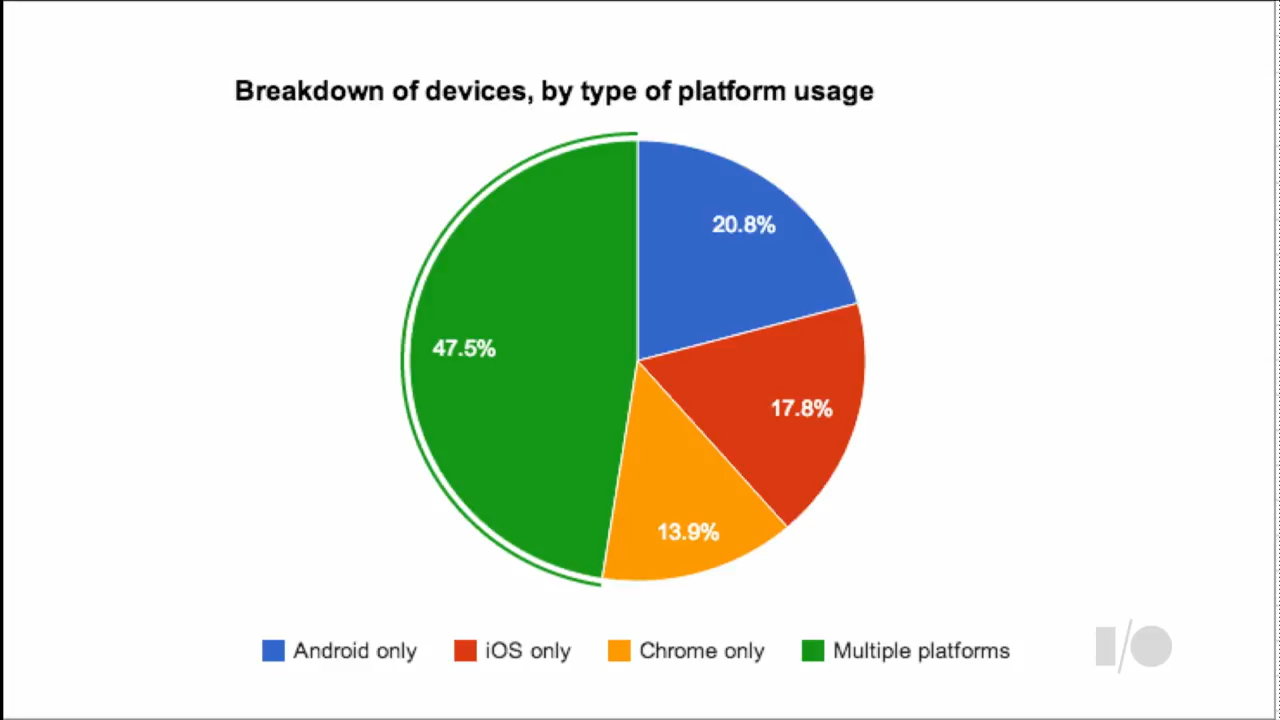 Breakdown of devices, by type of platform usage
20.8%
47.5%
17.8%
13.9%
Android only
iOS only
Chrome only
Multiple platforms
I/O